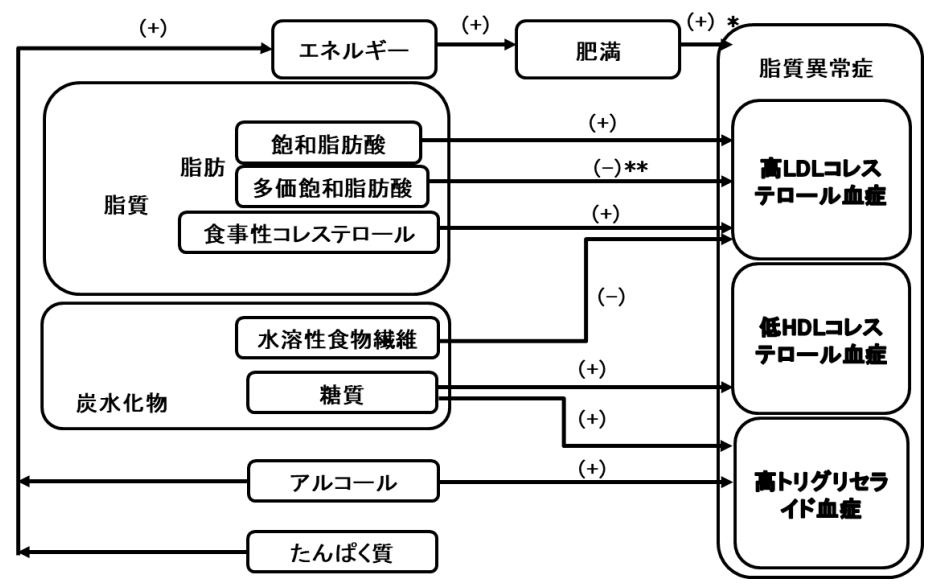 (+)
エネルギー
(+)
肥満
(+) *
脂質異常症
脂質
脂肪
飽和脂肪酸
(+)
多価飽和脂肪酸
(−)**
食事性コレステロール
(+)
高LDLコレス
テロール血症
炭水化物
水溶性食物繊維
(−)
糖質
(+)
(+)
低HDLコレス
テロール血症
アルコール
(+)
高トリグリセラ
イド血症
たんぱく質